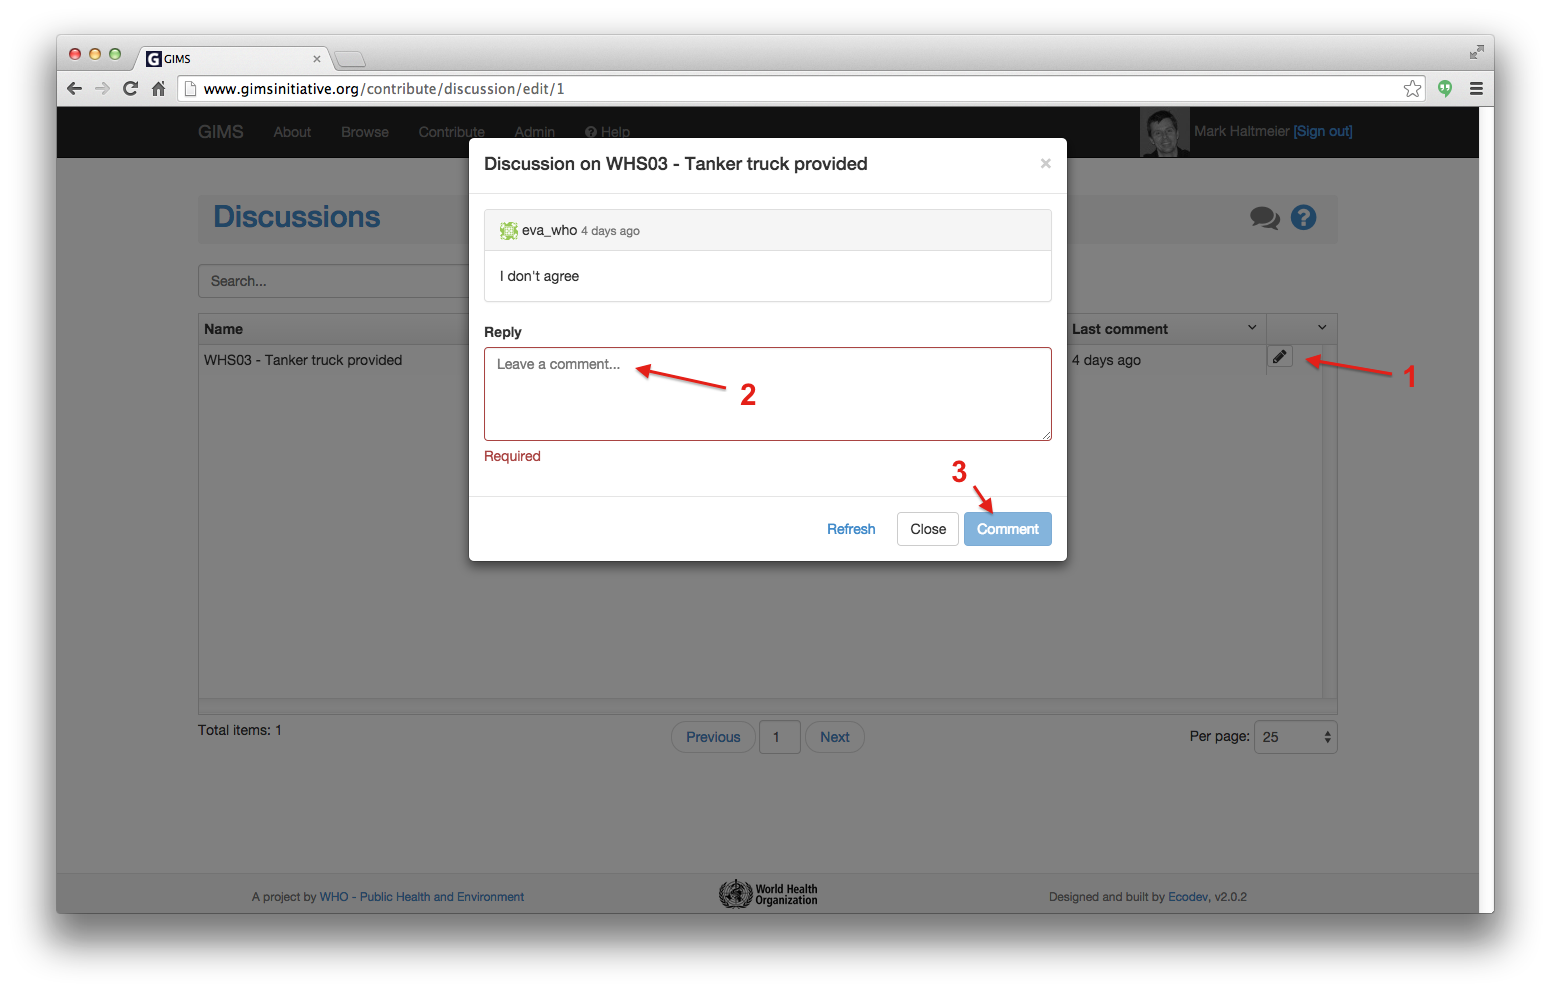 GIMS
www.gimsinitiative.org/contribute/discussion/edit/1
GIMS About Browse Contribute Admin Help Mark Haltmeier [Sign out]
Discussion on WHS03 - Tanker truck provided ×
Discussions
eva_who 4 days ago
Search...
I don't agree
Name Last comment
Reply
WHS03 - Tanker truck provided 4 days ago
Leave a comment...
1
2
Required
3
Refresh Close Comment
Total items: 1 Previous 1 Next Per page: 25
A project by WHO - Public Health and Environment World Health Organization Designed and built by Ecodev, v2.0.2